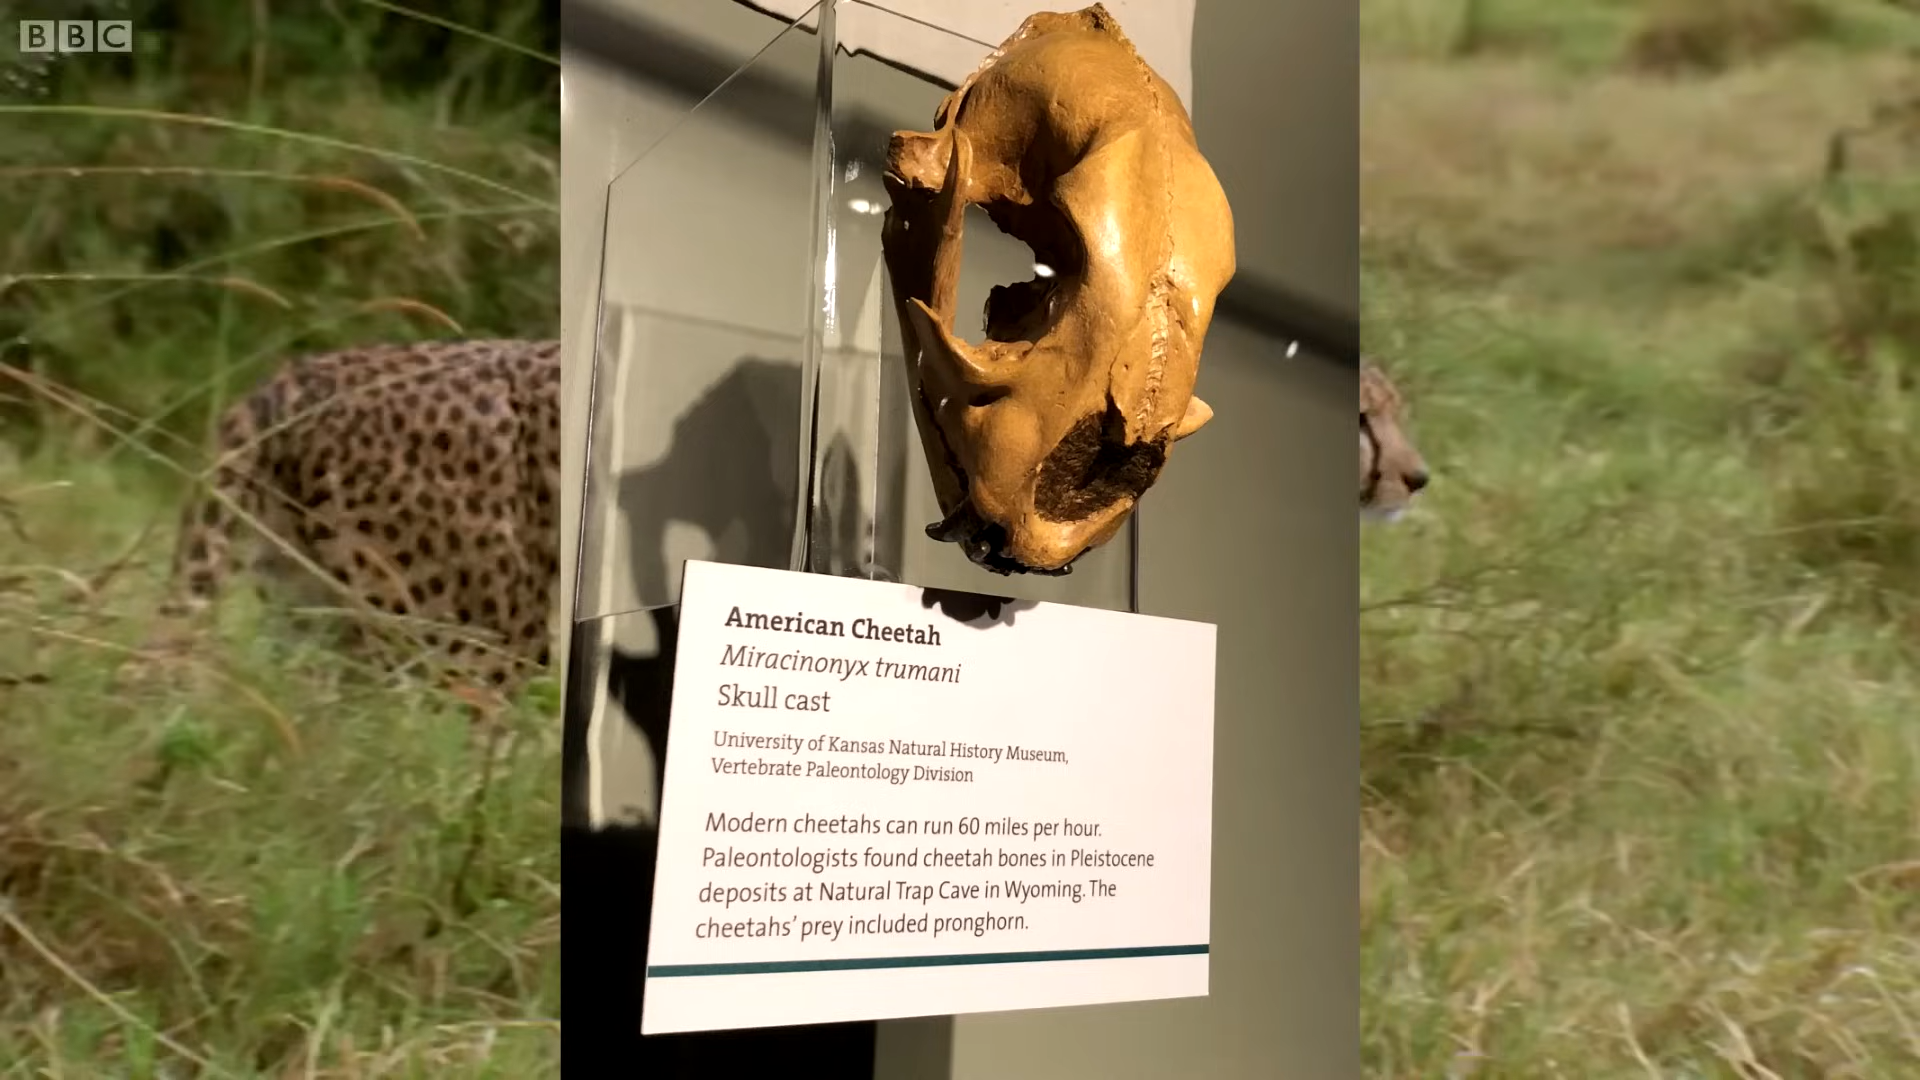 BBC
American Cheetah
Miracinonyx trumani
Skull cast
University of Kansas Natural History Museum,
Vertebrate Paleontology Division
Modern cheetahs can run 60 miles per hour.
Paleontologists found cheetah bones in Pleistocene
deposits at Natural Trap Cave in Wyoming. The
cheetahs' prey included pronghorn.